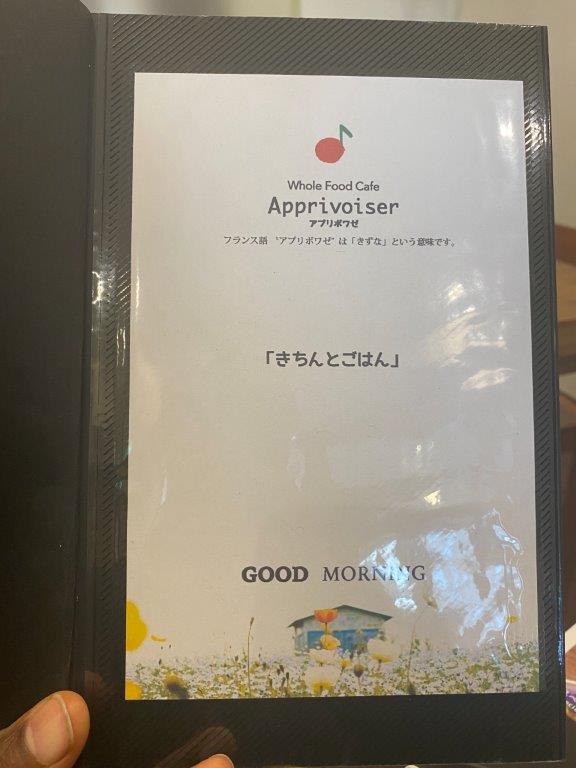 Whole Food Cafe
Apprivoiser
アプリボワゼ
フランス語 〝アプリボワゼ〞は「きずな」という意味です。
「きちんとごはん」
GOOD MORNING